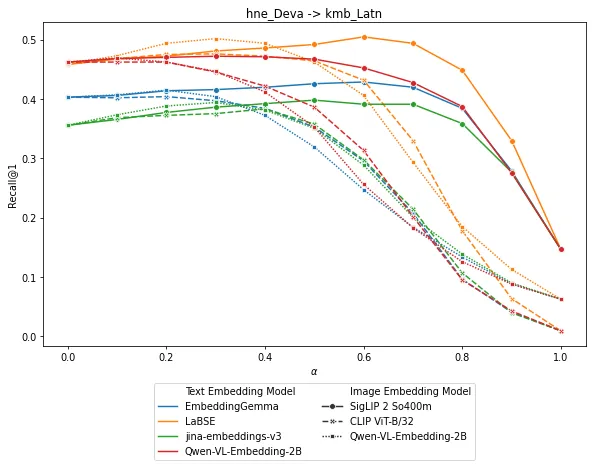 hne_Deva -> kmb_Latn
0.5
0.4
0.3
0.2
0.1
0.0
Recall@1
0.0 0.2 0.4 0.6 0.8 1.0
α
Text Embedding Model Image Embedding Model
EmbeddingGemma SigLIP 2 So400m
LaBSE CLIP ViT-B/32
jina-embeddings-v3 Qwen-VL-Embedding-2B
Qwen-VL-Embedding-2B